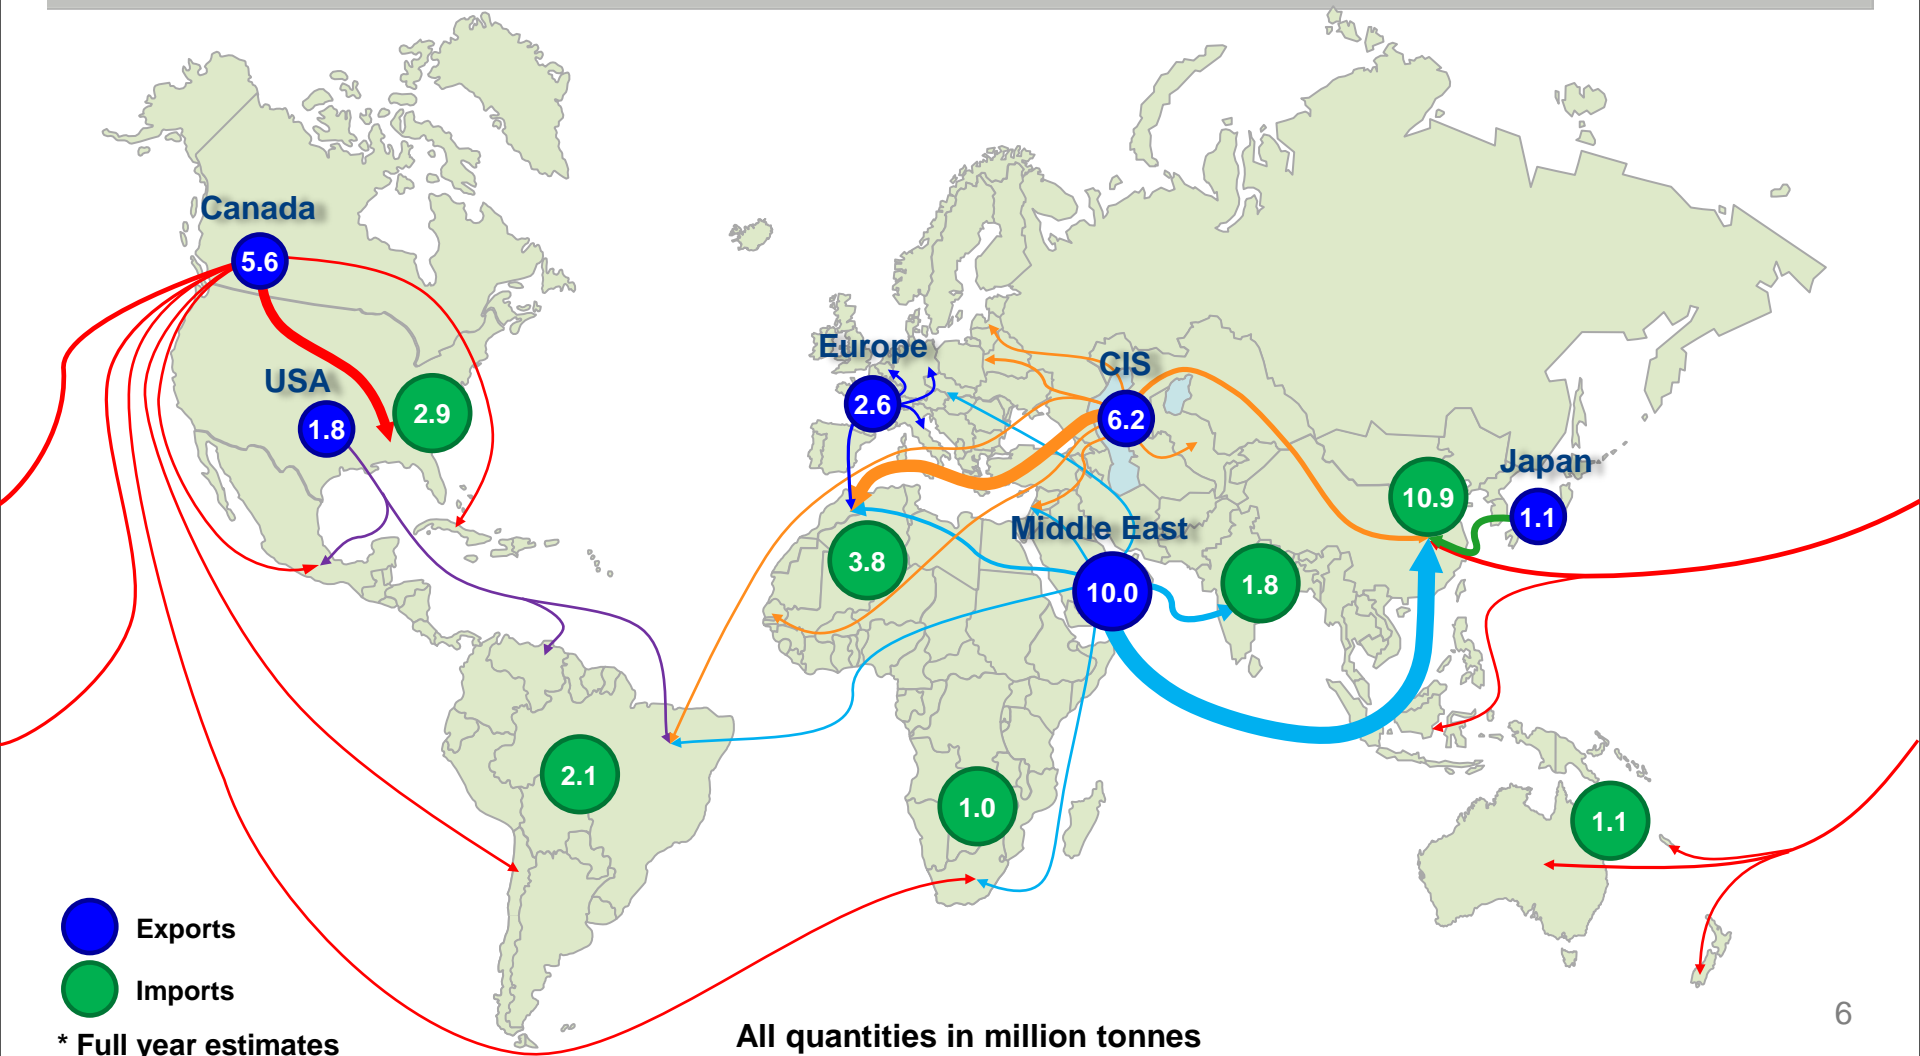 Canada
5.6
USA
1.8
2.9
Europe
2.6
CIS
6.2
Japan
10.9
1.1
Middle East
10.0
3.8
1.8
2.1
1.0
1.1
Exports
Imports
* Full year estimates
All quantities in million tonnes
6